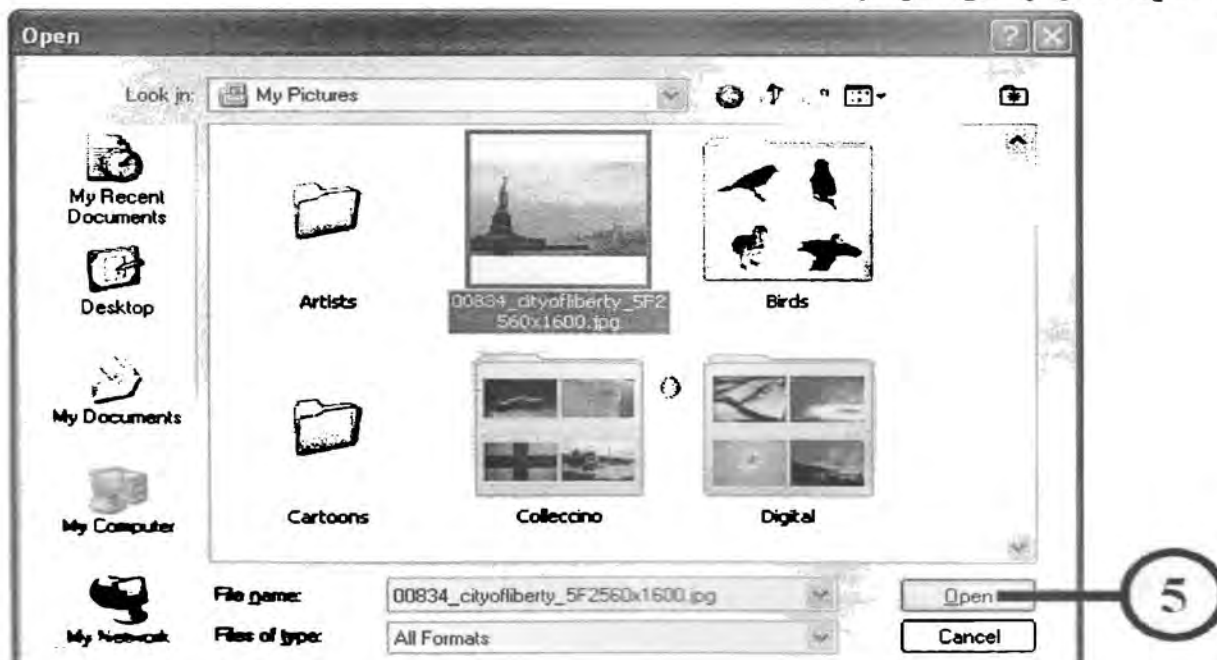 Open
Look in: My Pictures
My Recent
Documents
Desktop
My Documents
My Computer
My Network
Artists
00834_cityofliberty_5F2
560x1600.jpg
Birds
Cartoons
Colleccino
Digital
File name: 00834_cityofliberty_5F2560x1600.jpg Open
5
Files of type: All Formats Cancel